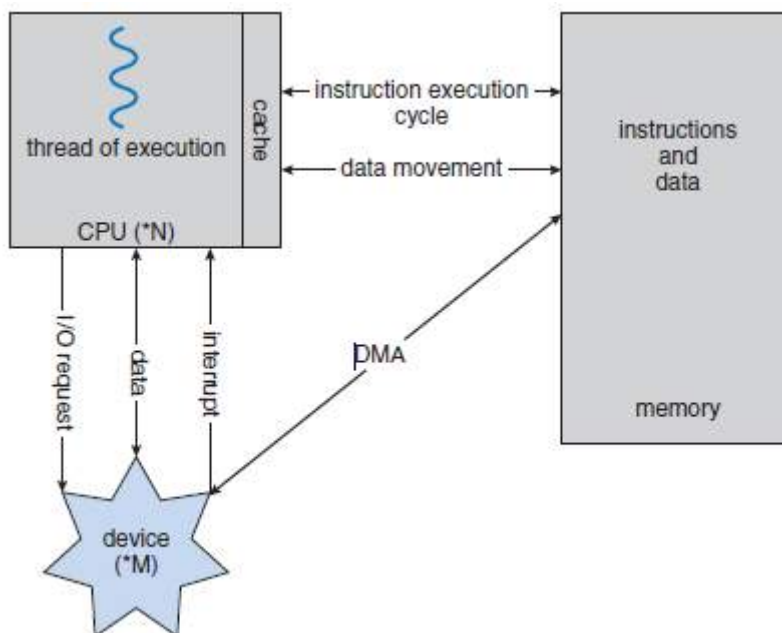 thread of execution
cache
CPU (*N)
instruction execution
cycle
data movement
instructions
and
data
I/O request
data
interrupt
DMA
memory
device
(*M)